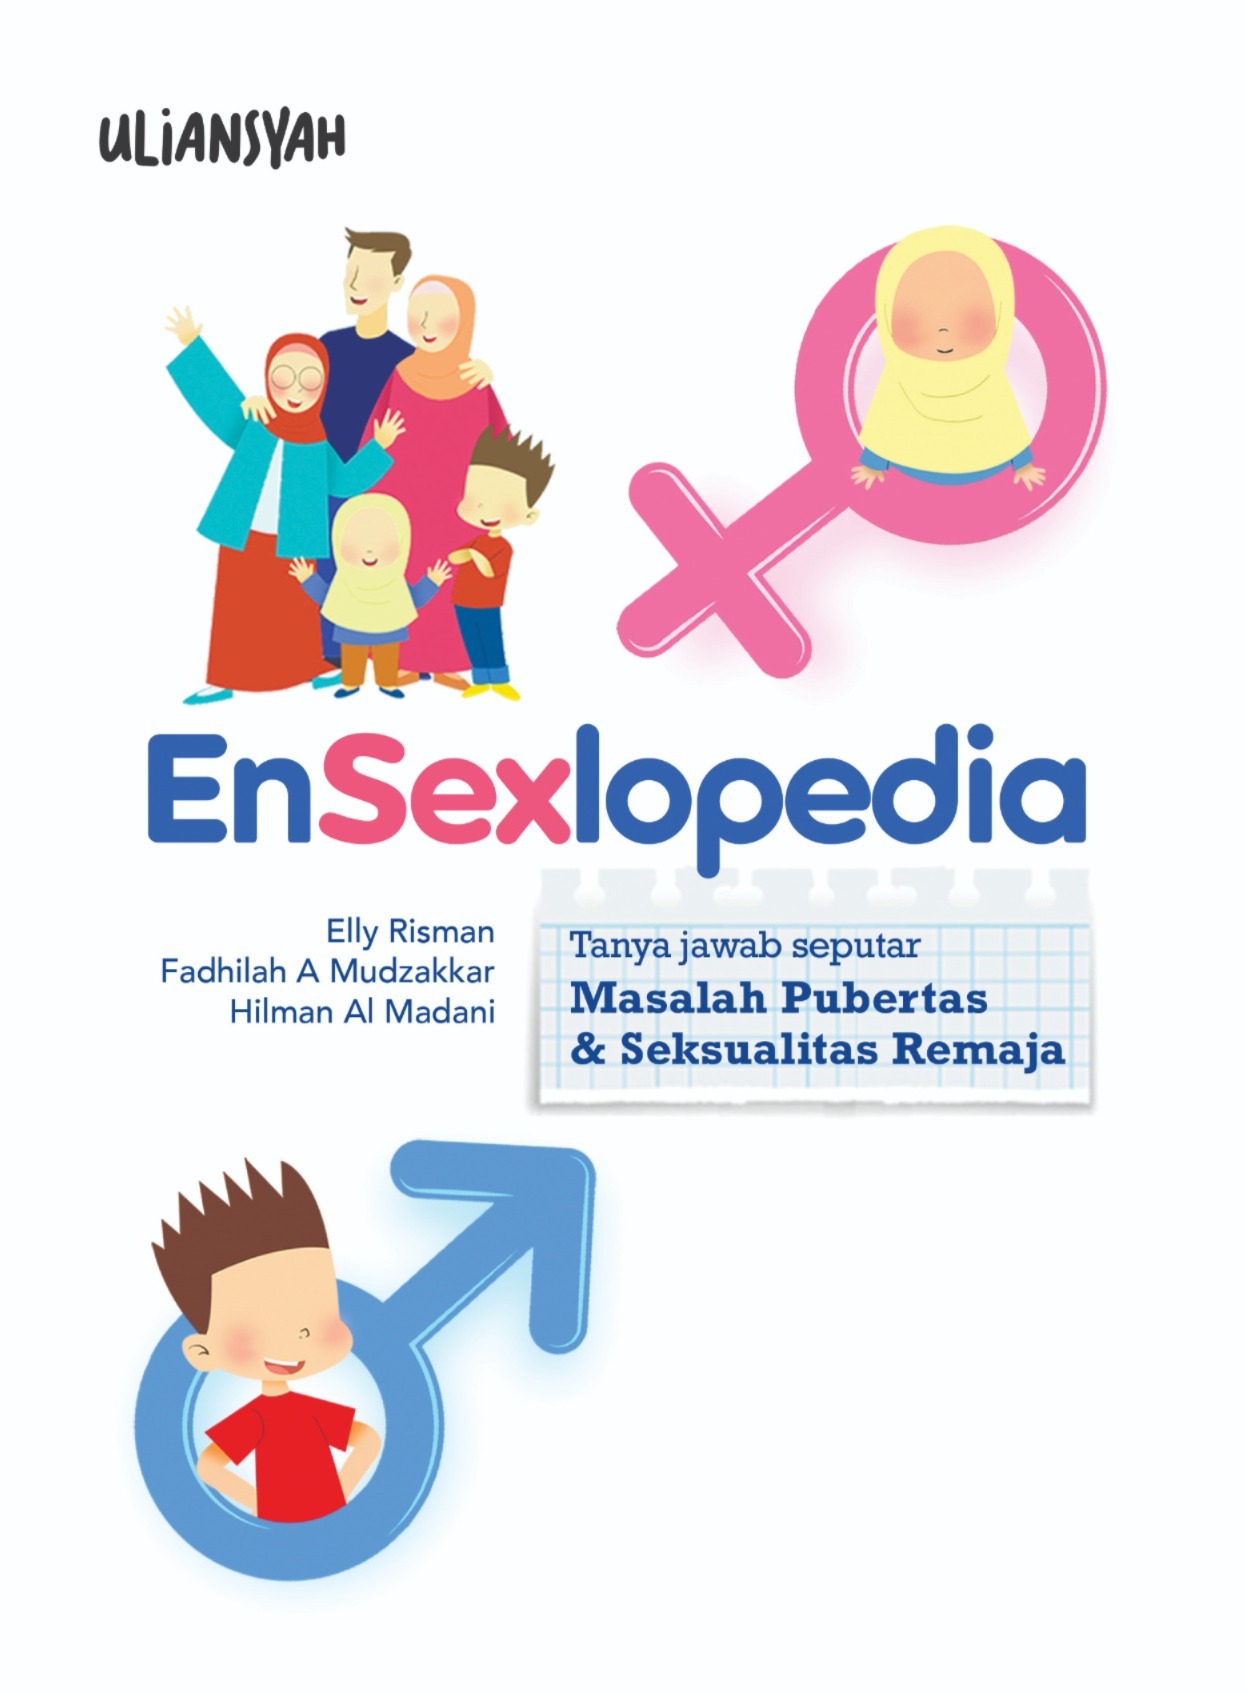 ULiANSYAH
EnSexlopedia
Elly Risman
Fadhilah A Mudzakkar
Hilman Al Madani
Tanya jawab seputar
Masalah Pubertas
& Seksualitas Remaja